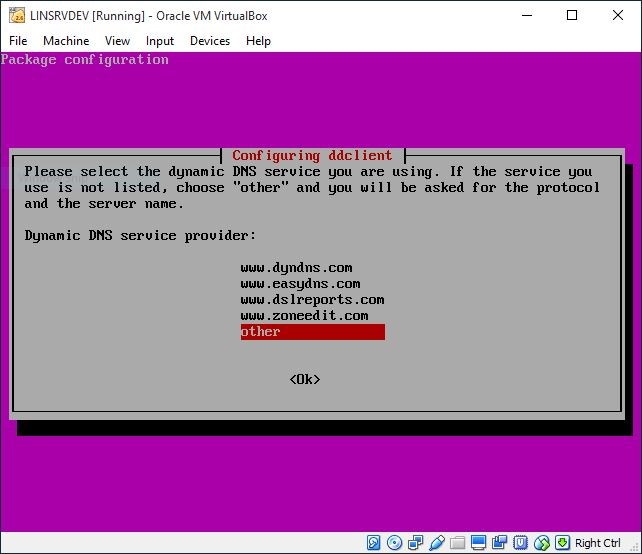 LINSRVDEV [Running] - Oracle VM VirtualBox
File Machine View Input Devices Help
Package configuration
Configuring ddclient
Please select the dynamic DNS service you are using. If the service you
use is not listed, choose "other" and you will be asked for the protocol
and the server name.
Dynamic DNS service provider:
www.dyndns.com
www.easydns.com
www.dslreports.com
www.zoneedit.com
other
<Ok>
Right Ctrl